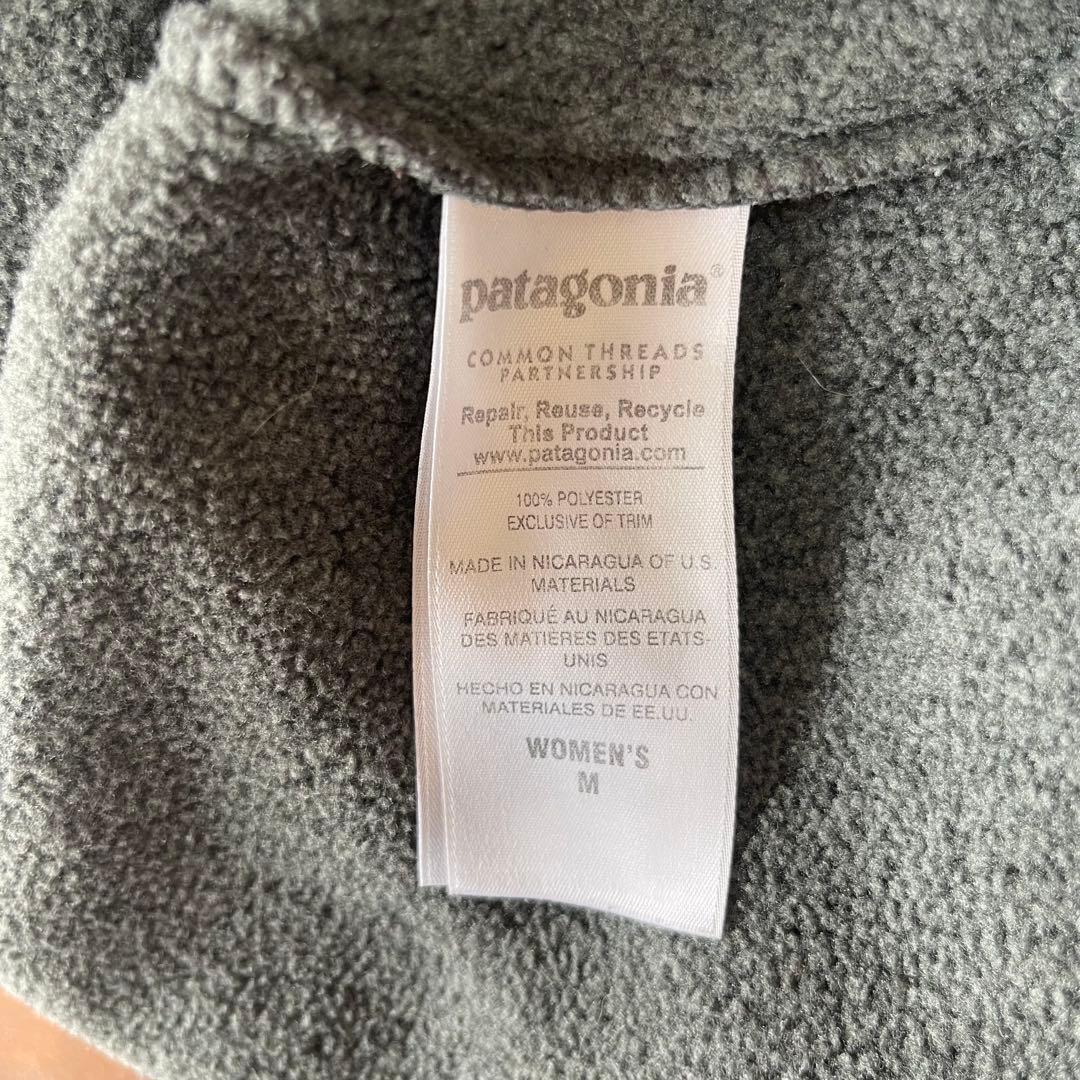 patagonia®
COMMON THREADS
PARTNERSHIP
Repair, Reuse, Recycle
This Product
www.patagonia.com
100% POLYESTER
EXCLUSIVE OF TRIM
MADE IN NICARAGUA OF U.S.
MATERIALS
FABRIQUÉ AU NICARAGUA
DES MATIÈRES DES ETATS-
UNIS
HECHO EN NICARAGUA CON
MATERIALES DE EE.UU.
WOMEN'S
M